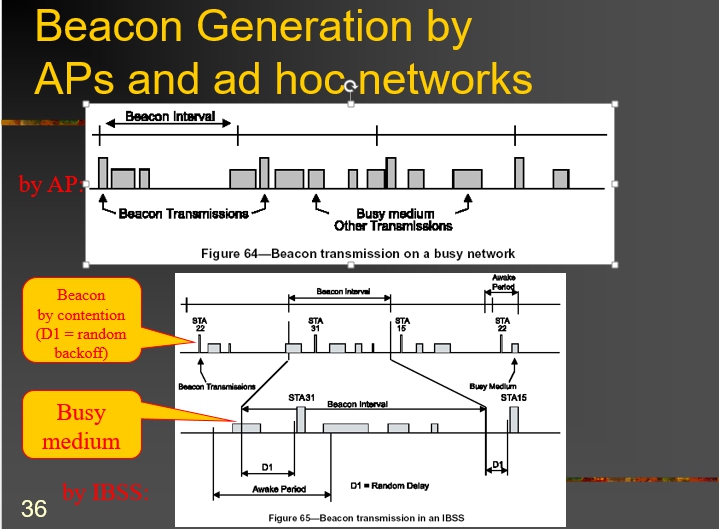 Beacon Generation by
APs and ad hoc networks
Beacon Interval
by AP:
Beacon Transmissions
Busy medium
Other Transmissions
Figure 64—Beacon transmission on a busy network
Beacon
by contention
(D1 = random
backoff)
Awake
Period
Beacon Interval
STA
22
STA
31
STA
15
STA
22
Beacon Transmissions
Busy Medium
Busy
medium
STA31
Beacon Interval
STA15
D1
D1
Awake Period
D1 = Random Delay
by IBSS:
36
Figure 65—Beacon transmission in an IBSS